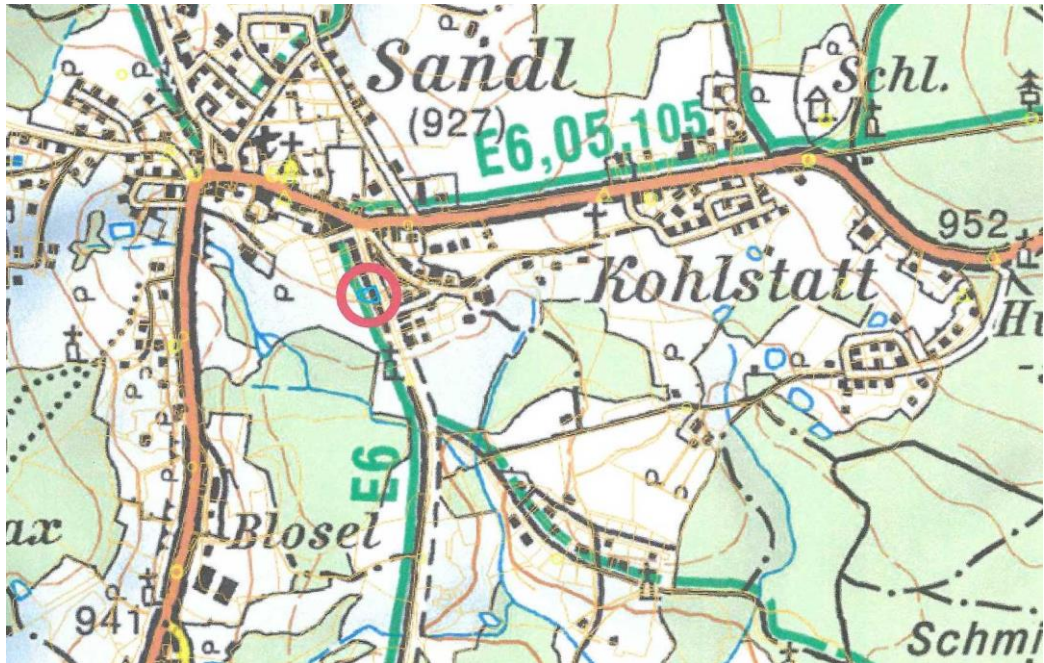 Sandl
(927)
Schl.
E6,05,105
952
Kohlstatt
Hu
E6
ax
Blosel
941
Schmi